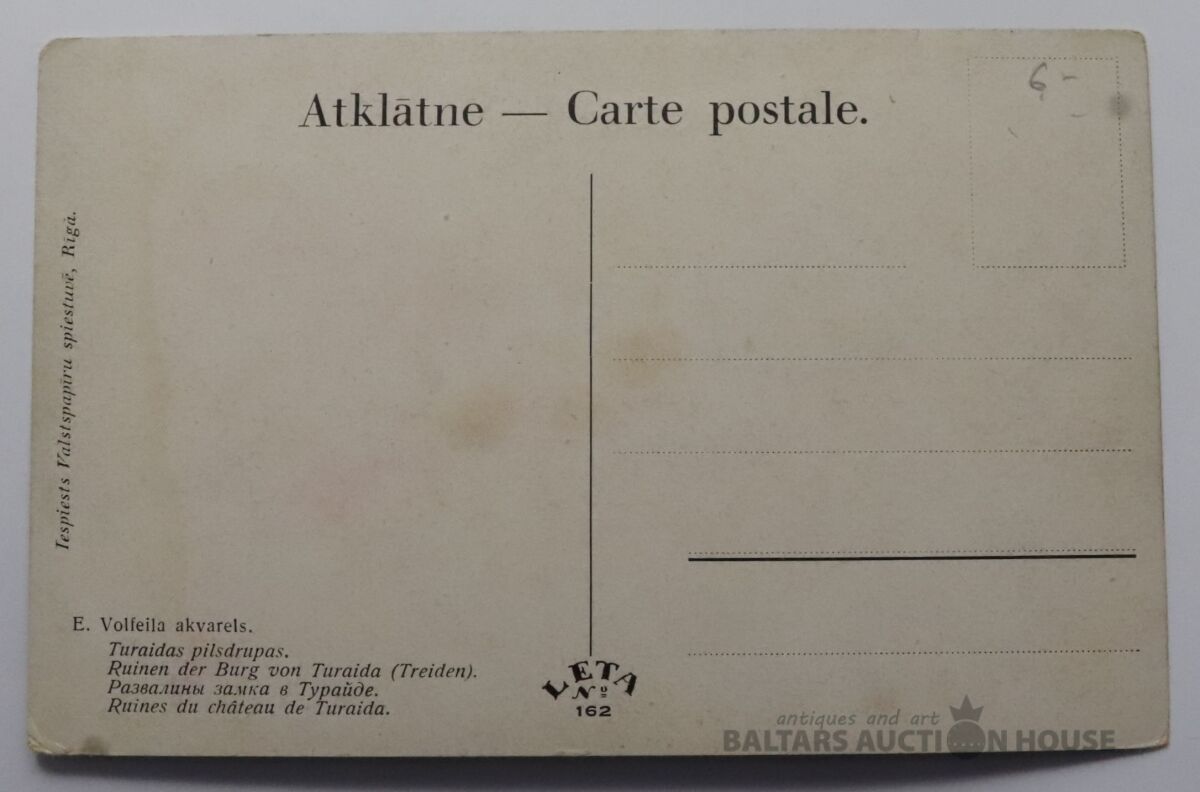 6 -
Atklātne — Carte postale.
Iespiests Valstspapīru spiestuvē, Rīgā.
E. Volfeila akvarels.
Turaidas pilsdrupas.
Ruinen der Burg von Turaida (Treiden).
Развалины замка в Турайде.
Ruines du château de Turaida.
LETA
№
162
antiques and art
BALTARS AUCTION HOUSE